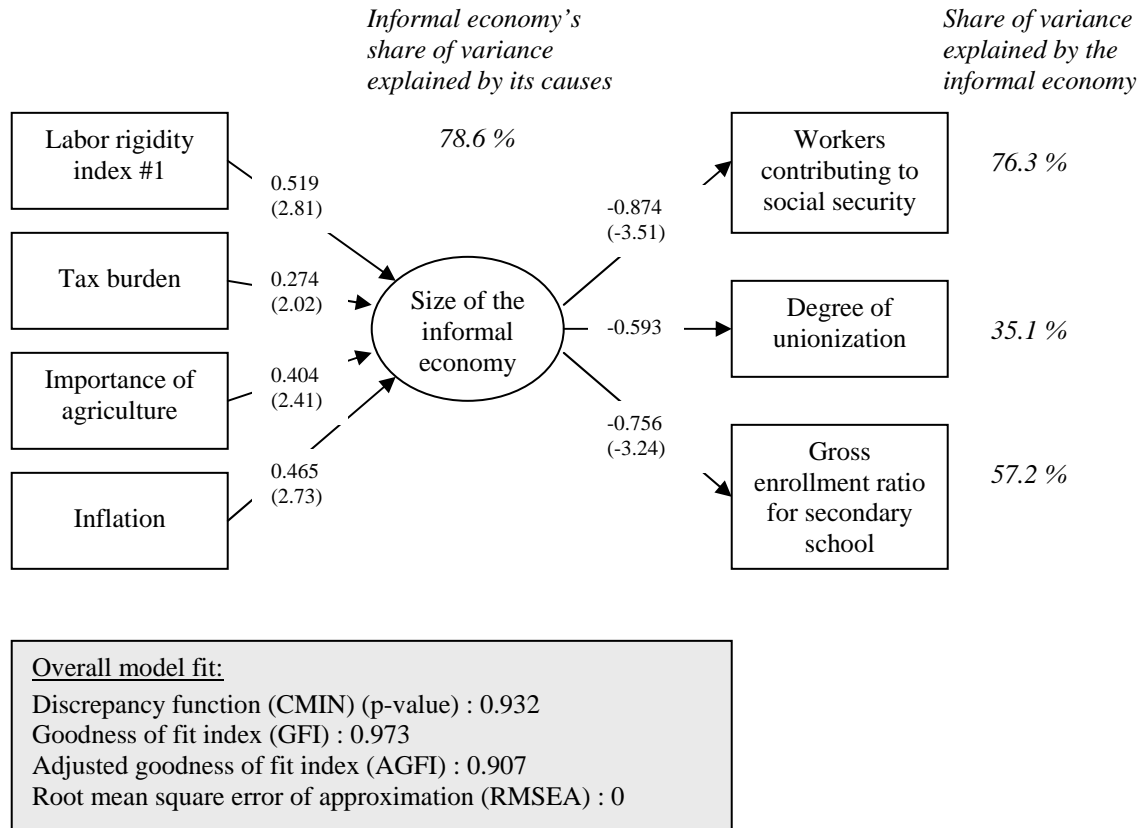 Informal economy's
share of variance
explained by its causes
Share of variance
explained by the
informal economy
78.6 %
Labor rigidity
index #1
Tax burden
Importance of
agriculture
Inflation
0.519
(2.81)
0.274
(2.02)
0.404
(2.41)
0.465
(2.73)
Size of the
informal
economy
-0.874
(-3.51)
-0.593
-0.756
(-3.24)
Workers
contributing to
social security
76.3 %
Degree of
unionization
35.1 %
Gross
enrollment ratio
for secondary
school
57.2 %
Overall model fit:
Discrepancy function (CMIN) (p-value) : 0.932
Goodness of fit index (GFI) : 0.973
Adjusted goodness of fit index (AGFI) : 0.907
Root mean square error of approximation (RMSEA) : 0